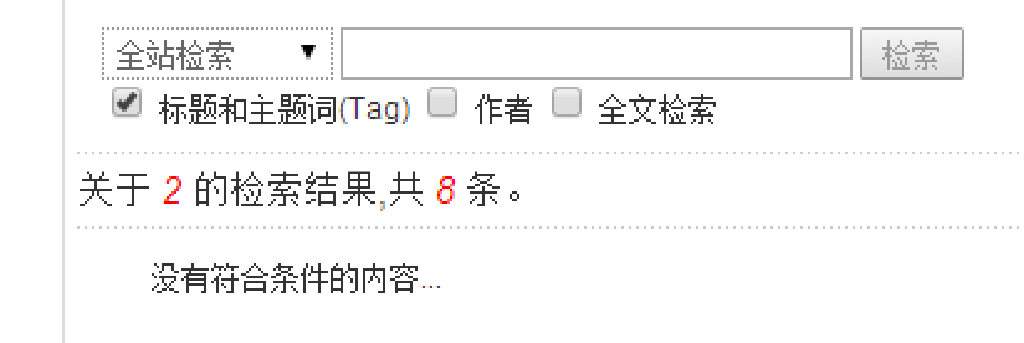 全站检索 检索
标题和主题词(Tag) 作者 全文检索
关于 2 的检索结果,共 8 条。
没有符合条件的内容...